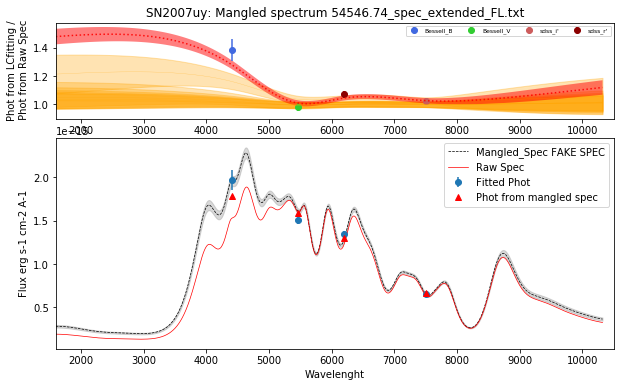 SN2007uy: Mangled spectrum 54546.74_spec_extended_FL.txt
Phot from LCfitting /
Phot from Raw Spec
1.4
1.2
1.0
Bessell_B
Bessell_V
sdss_i'
sdss_r'
2000 3000 4000 5000 6000 7000 8000 9000 10000
Flux erg s-1 cm-2 A-1
2.0
1.5
1.0
0.5
Mangled_Spec FAKE SPEC
Raw Spec
Fitted Phot
Phot from mangled spec
2000 3000 4000 5000 6000 7000 8000 9000 10000
Wavelenght